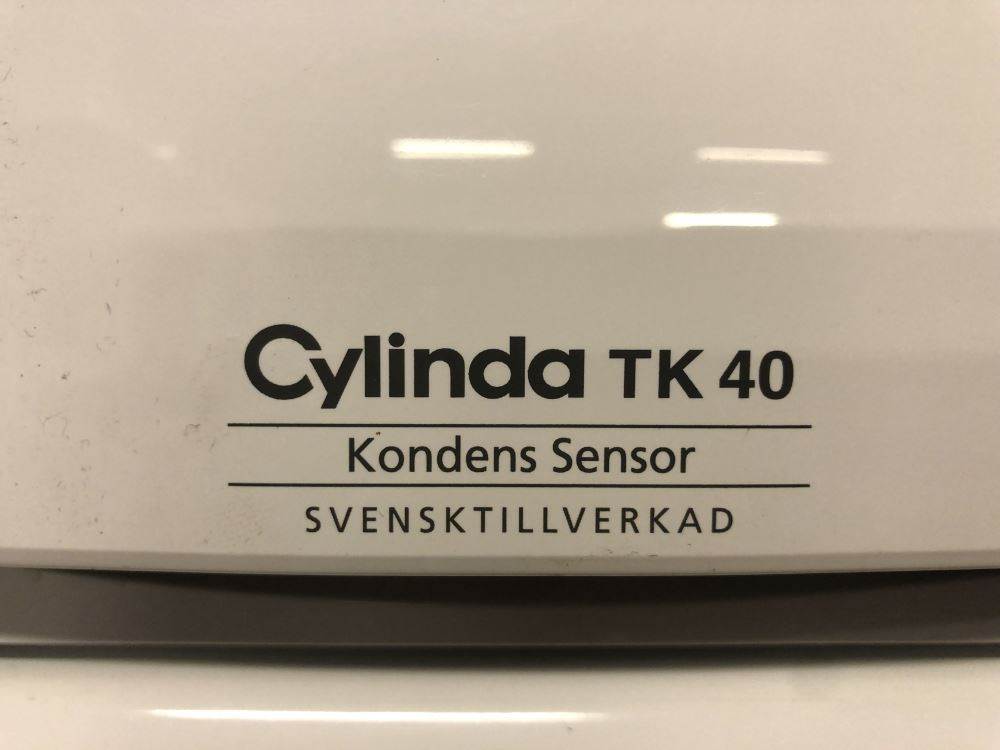 Cylinda TK 40
Kondens Sensor
SVENSKTILLVERKAD